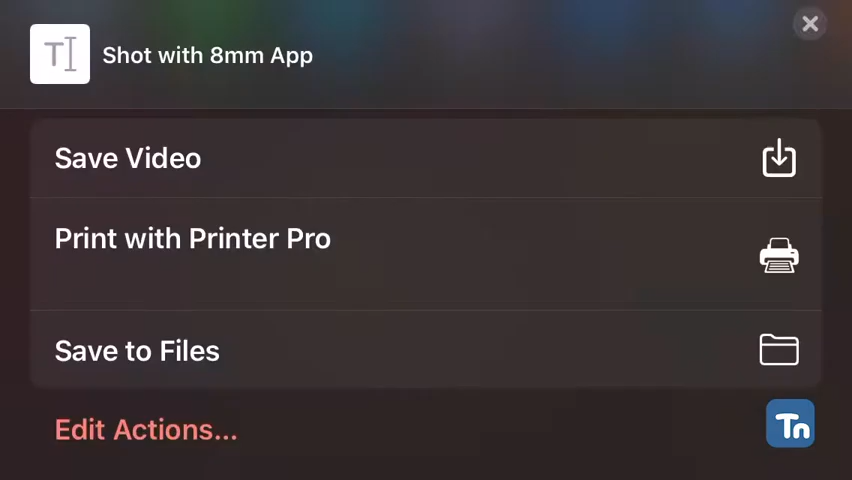 T
Shot with 8mm App
Save Video
Print with Printer Pro
Save to Files
Edit Actions...
Tn